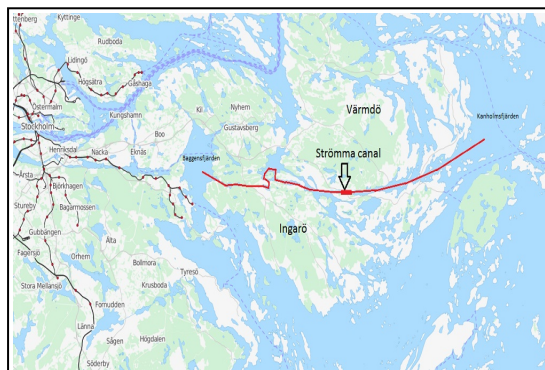 Kyttinge
Rudboda
Lidingö
Högsätra
Gåshaga
Östermalm
Kungshamn
Stockholm
Henriksdal
Nacka
Eknäs
Boo
Kil
Nyhem
Gustavsberg
Värmdö
Kanholmsfjärden
Baggensfjärden
Strömma canal
Årsta
Björkhagen
Stureby
Bagarmossen
Gubbängen
Älta
Ingarö
Fagersjö
Orhem
Bollmora
Tyresö
Stora Mellansjö
Krusboda
Fornudden
Länna
Sågen
Högdalen
Söderby